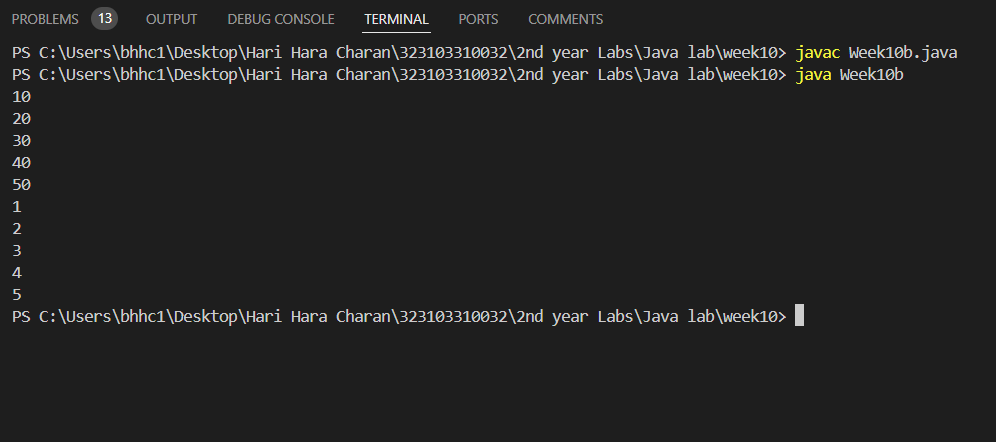 PROBLEMS 13 OUTPUT DEBUG CONSOLE TERMINAL PORTS COMMENTS
PS C:\Users\bhhc1\Desktop\Hari Hara Charan\323103310032\2nd year Labs\Java lab\week10> javac Week10b.java
PS C:\Users\bhhc1\Desktop\Hari Hara Charan\323103310032\2nd year Labs\Java lab\week10> java Week10b
10
20
30
40
50
1
2
3
4
5
PS C:\Users\bhhc1\Desktop\Hari Hara Charan\323103310032\2nd year Labs\Java lab\week10>